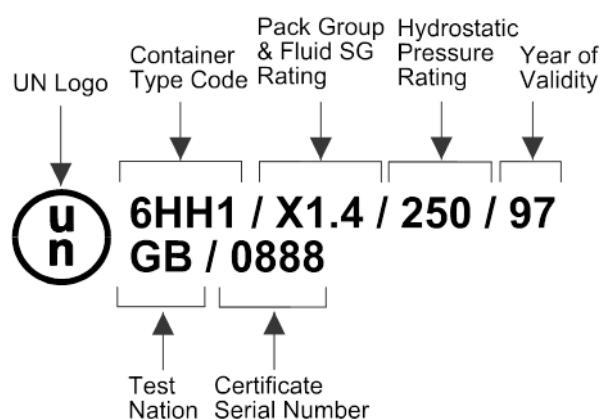 UN Logo
Container
Type Code
Pack Group
& Fluid SG
Rating
Hydrostatic
Pressure
Rating
Year of
Validity
un
6HH1 / X1.4 / 250 / 97
GB / 0888
Test
Nation
Certificate
Serial Number